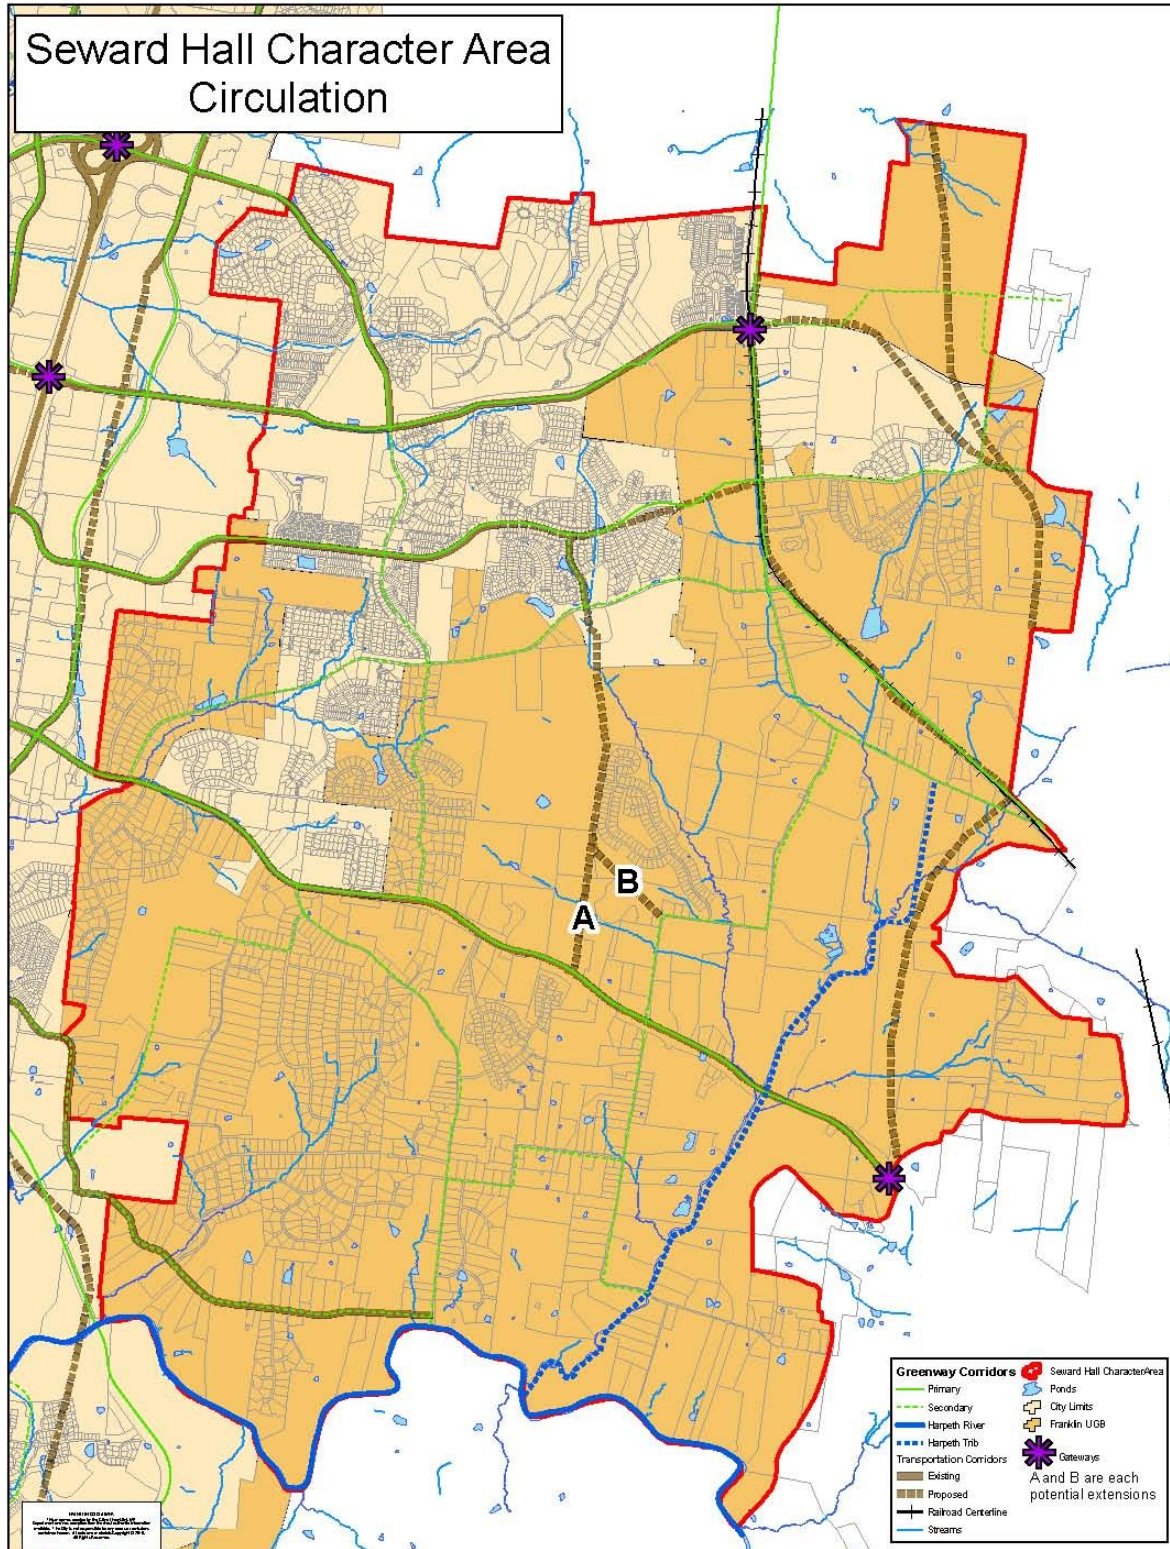 Seward Hall Character Area
Circulation
B
A
Greenway Corridors
Primary
Secondary
Harpeth River
Harpeth Trib
Transportation Corridors
Existing
Proposed
Railroad Centerline
Streams
Seward Hall CharacterArea
Ponds
City Limits
Franklin UGB
Gateways
A and B are each
potential extensions